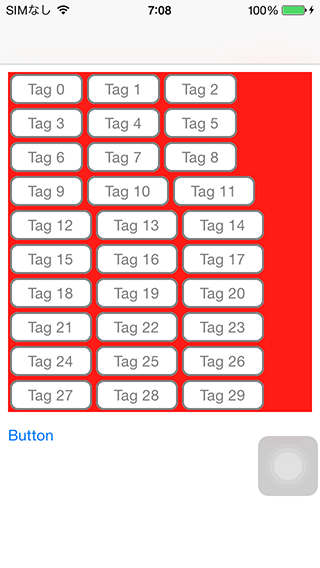 SIMなし 7:08 100%
Tag 0 Tag 1 Tag 2
Tag 3 Tag 4 Tag 5
Tag 6 Tag 7 Tag 8
Tag 9 Tag 10 Tag 11
Tag 12 Tag 13 Tag 14
Tag 15 Tag 16 Tag 17
Tag 18 Tag 19 Tag 20
Tag 21 Tag 22 Tag 23
Tag 24 Tag 25 Tag 26
Tag 27 Tag 28 Tag 29
Button